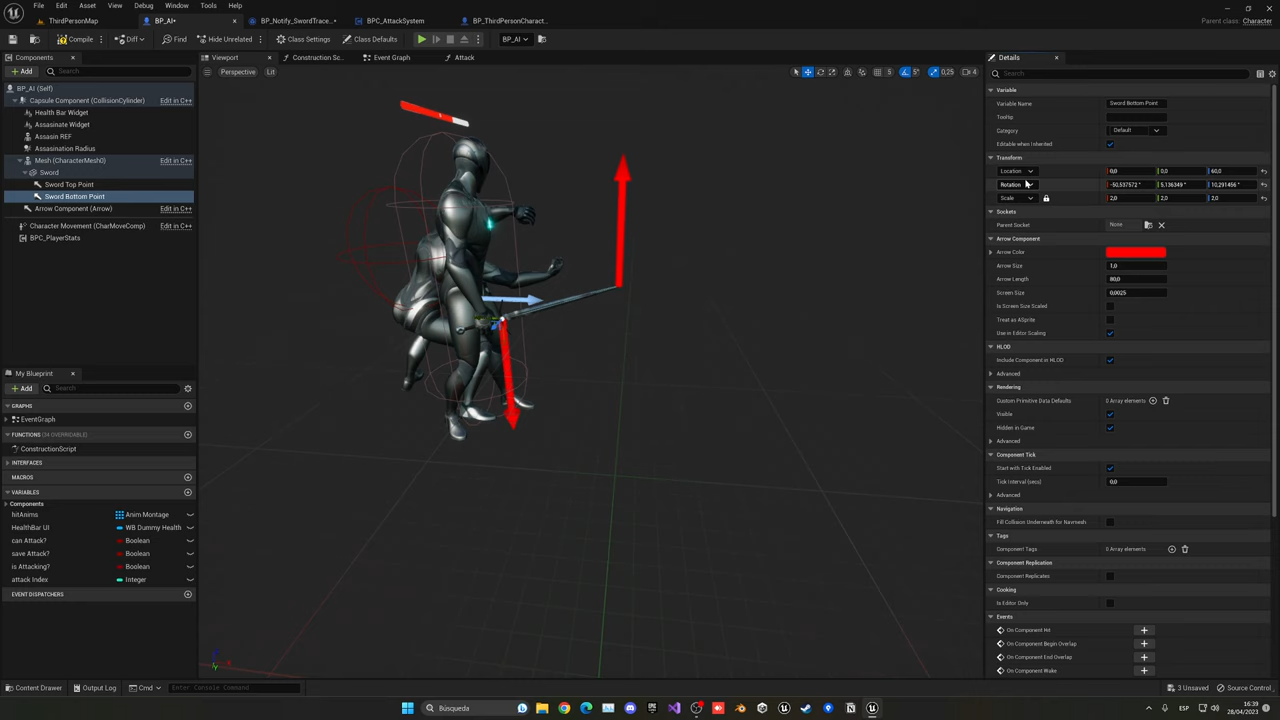 File Edit Asset View Debug Window Tools Help
ThirdPersonMap BP_AI• BP_Notify_SwordTrace...• BPC_AttackSystem BP_ThirdPersonCharact... Parent class: Character
Compile Diff Find Hide Unrelated Class Settings Class Defaults BP_AI
Components
Add Search
BP_AI (Self)
Capsule Component (CollisionCylinder) Edit in C++
Health Bar Widget
Assasinate Widget
Assasin REF
Assasination Radius
Mesh (CharacterMesh0) Edit in C++
Sword
Sword Top Point
Sword Bottom Point
Arrow Component (Arrow) Edit in C++
Character Movement (CharMoveComp) Edit in C++
BPC_PlayerStats
My Blueprint
Add Search
GRAPHS
EventGraph
FUNCTIONS (34 OVERRIDABLE)
ConstructionScript
INTERFACES
MACROS
VARIABLES
Components
hitAnims Anim Montage
HealthBar UI WB Dummy Health
can Attack? Boolean
save Attack? Boolean
is Attacking? Boolean
attack Index Integer
EVENT DISPATCHERS
Viewport Construction Sc... Event Graph Attack
Perspective Lit 5 5° 0,25 4
Details
Search
Variable
Variable Name Sword Bottom Point
Tooltip
Category Default
Editable when Inherited
Transform
Location 0,0 0,0 60,0
Rotation -50,537572 ° 5,136349 ° 10,291456 °
Scale 2,0 2,0 2,0
Sockets
Parent Socket None
Arrow Component
Arrow Color
Arrow Size 1,0
Arrow Length 80,0
Screen Size 0,0025
Is Screen Size Scaled
Treat as ASprite
Use in Editor Scaling
HLOD
Include Component in HLOD
Advanced
Rendering
Custom Primitive Data Defaults 0 Array elements
Visible
Hidden in Game
Advanced
Component Tick
Start with Tick Enabled
Tick Interval (secs) 0,0
Advanced
Navigation
Fill Collision Underneath for Navmesh
Tags
Component Tags 0 Array elements
Component Replication
Component Replicates
Cooking
Is Editor Only
Events
On Component Hit
On Component Begin Overlap
On Component End Overlap
On Component Wake
Content Drawer Output Log Cmd Enter Console Command 3 Unsaved Source Control
Búsqueda ESP 16:39
28/04/2023